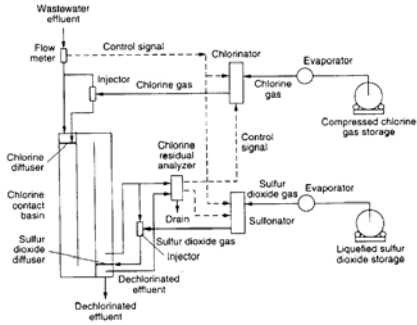 Wastewater
effluent
Flow
meter
Control signal
Chlorinator
Evaporator
Injector
Chlorine gas
Chlorine
gas
Compressed chlorine
gas storage
Chlorine
diffuser
Chlorine
residual
analyzer
Control
signal
Chlorine
contact
basin
Sulfur
dioxide gas
Evaporator
Drain
Sulfonator
Sulfur
dioxide
diffuser
Sulfur dioxide gas
Injector
Liquefied sulfur
dioxide storage
Dechlorinated
effluent
Dechlorinated
effluent